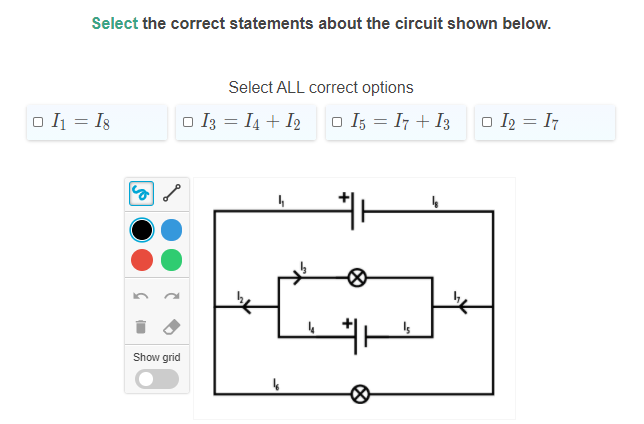 Select the correct statements about the circuit shown below.
Select ALL correct options
I₁ = I₈
I₃ = I₄ + I₂
I₅ = I₇ + I₃
I₂ = I₇
I₁
+
I₈
I₃
I₂
I₇
I₄
+
I₅
Show grid
I₆